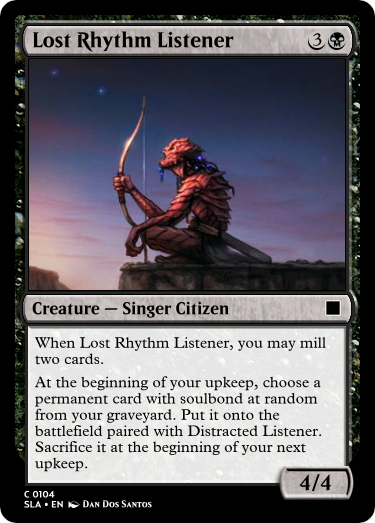 Lost Rhythm Listener 3
Creature — Singer Citizen
When Lost Rhythm Listener, you may mill
two cards.
At the beginning of your upkeep, choose a
permanent card with soulbond at random
from your graveyard. Put it onto the
battlefield paired with Distracted Listener.
Sacrifice it at the beginning of your next
upkeep.
4/4
C 0104
SLA • EN Dan Dos Santos